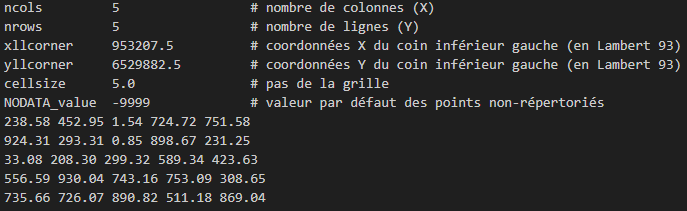 ncols 5 # nombre de colonnes (X)
nrows 5 # nombre de lignes (Y)
xllcorner 953207.5 # coordonnées X du coin inférieur gauche (en Lambert 93)
yllcorner 6529882.5 # coordonnées Y du coin inférieur gauche (en Lambert 93)
cellsize 5.0 # pas de la grille
NODATA_value -9999 # valeur par défaut des points non-répertoriés
238.58 452.95 1.54 724.72 751.58
924.31 293.31 0.85 898.67 231.25
33.08 208.30 299.32 589.34 423.63
556.59 930.04 743.16 753.09 308.65
735.66 726.07 890.82 511.18 869.04